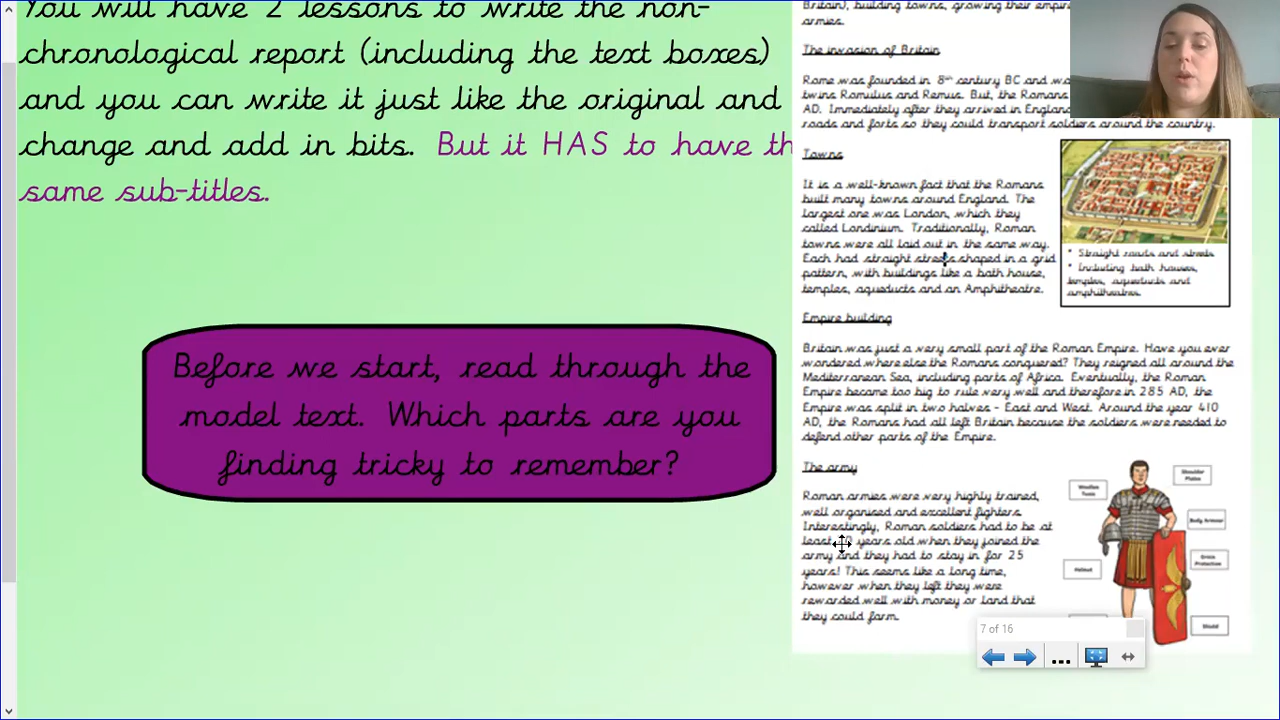 You will have 2 lessons to write the non-
chronological report (including the text boxes)
and you can write it just like the original and
change and add in bits. But it HAS to have th
same sub-titles.
Before we start, read through the
model text. Which parts are you
finding tricky to remember?
Britain), building towns, growing their empire
armies.
The invasion of Britain
Rome was founded in 8th century BC and
twins Romulus and Remus. But, the Romans
AD. Immediately after they arrived in England
roads and forts so they could transport soldiers around the country.
Towns
It is a well-known fact that the Romans
built many towns around England. The
largest one was London, which they
called Londinium. Traditionally, Roman
towns were all laid out in the same way.
Each had straight streets shaped in a grid
pattern, with buildings like a bath house,
temples, aqueducts and an Amphitheatre.
* Straight roads and streets
* Including bath houses,
temples, aqueducts and
amphitheatres.
Empire building
Britain was just a very small part of the Roman Empire. Have you ever
wondered where else the Romans conquered? They reigned all around the
Mediterranean Sea, including parts of Africa. Eventually, the Roman
Empire became too big to rule very well and therefore in 285 AD, the
Empire was split in two halves - East and West. Around the year 410
AD, the Romans had all left Britain because the soldiers were needed to
defend other parts of the Empire.
The army
Roman armies were very highly trained,
well organised and excellent fighters.
Interestingly, Roman soldiers had to be at
least years old when they joined the
army and they had to stay in for 25
years! This seems like a long time,
however when they left they were
rewarded well with money or land that
they could farm.
Shoulder
Plates
Woollen
Tunic
Body Armour
Groin
Protection
Helmet
Shield
7 of 16